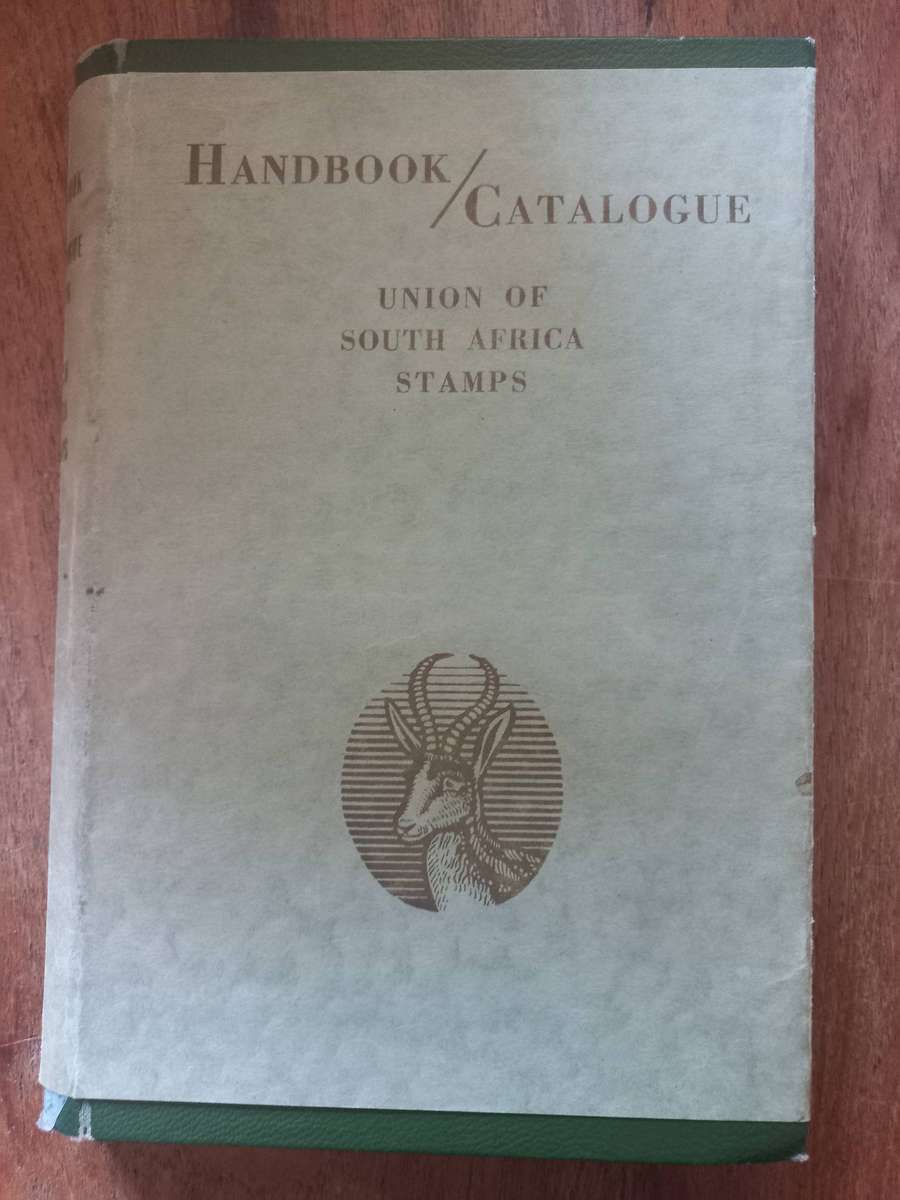 HANDBOOK/
CATALOGUE
UNION OF
SOUTH AFRICA
STAMPS